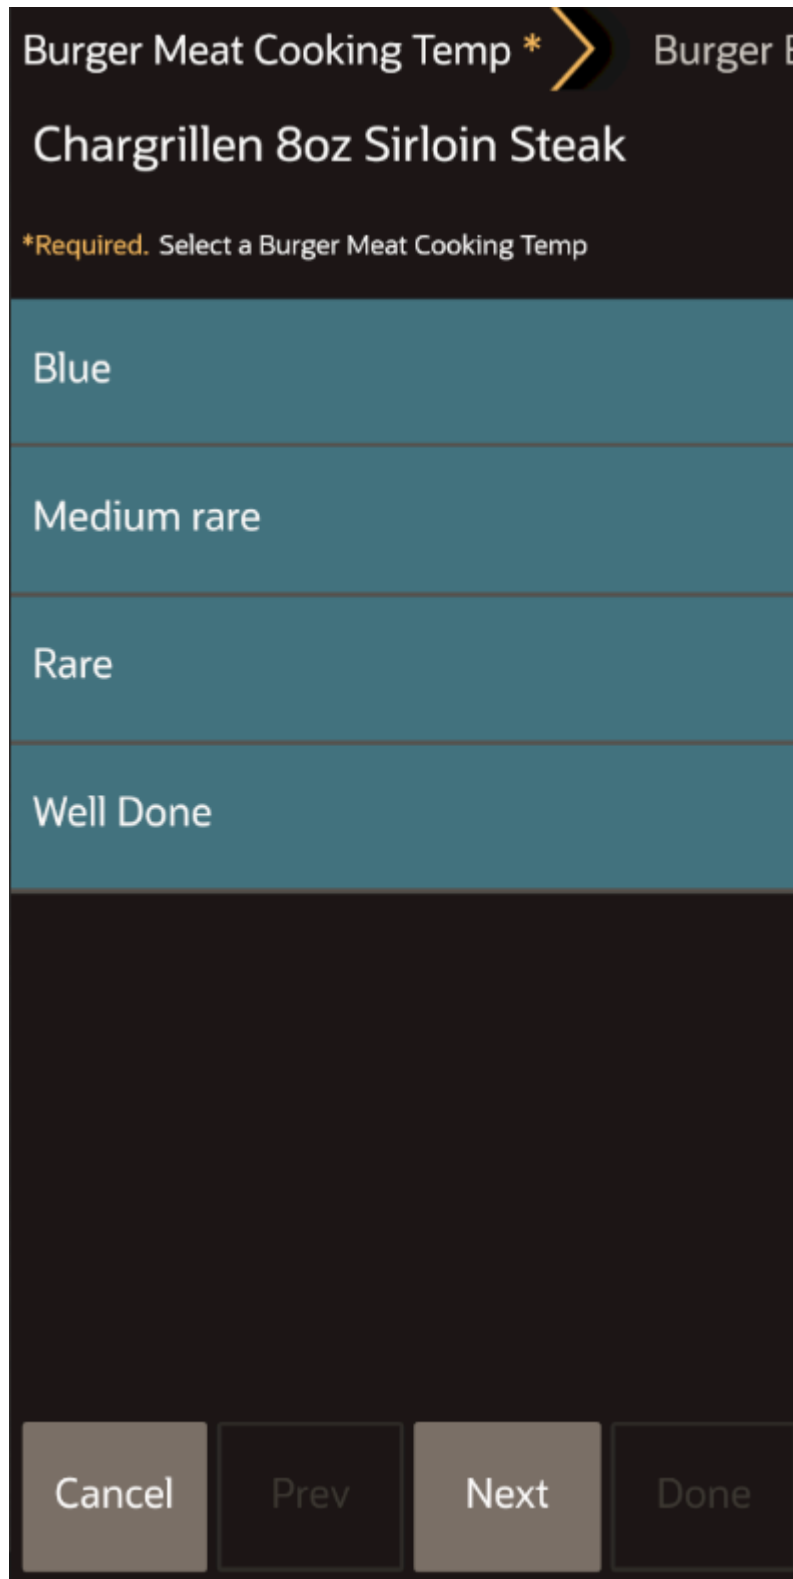 Burger Meat Cooking Temp * Burger
Chargrillen 8oz Sirloin Steak
*Required. Select a Burger Meat Cooking Temp
Blue
Medium rare
Rare
Well Done
Cancel Prev Next Done